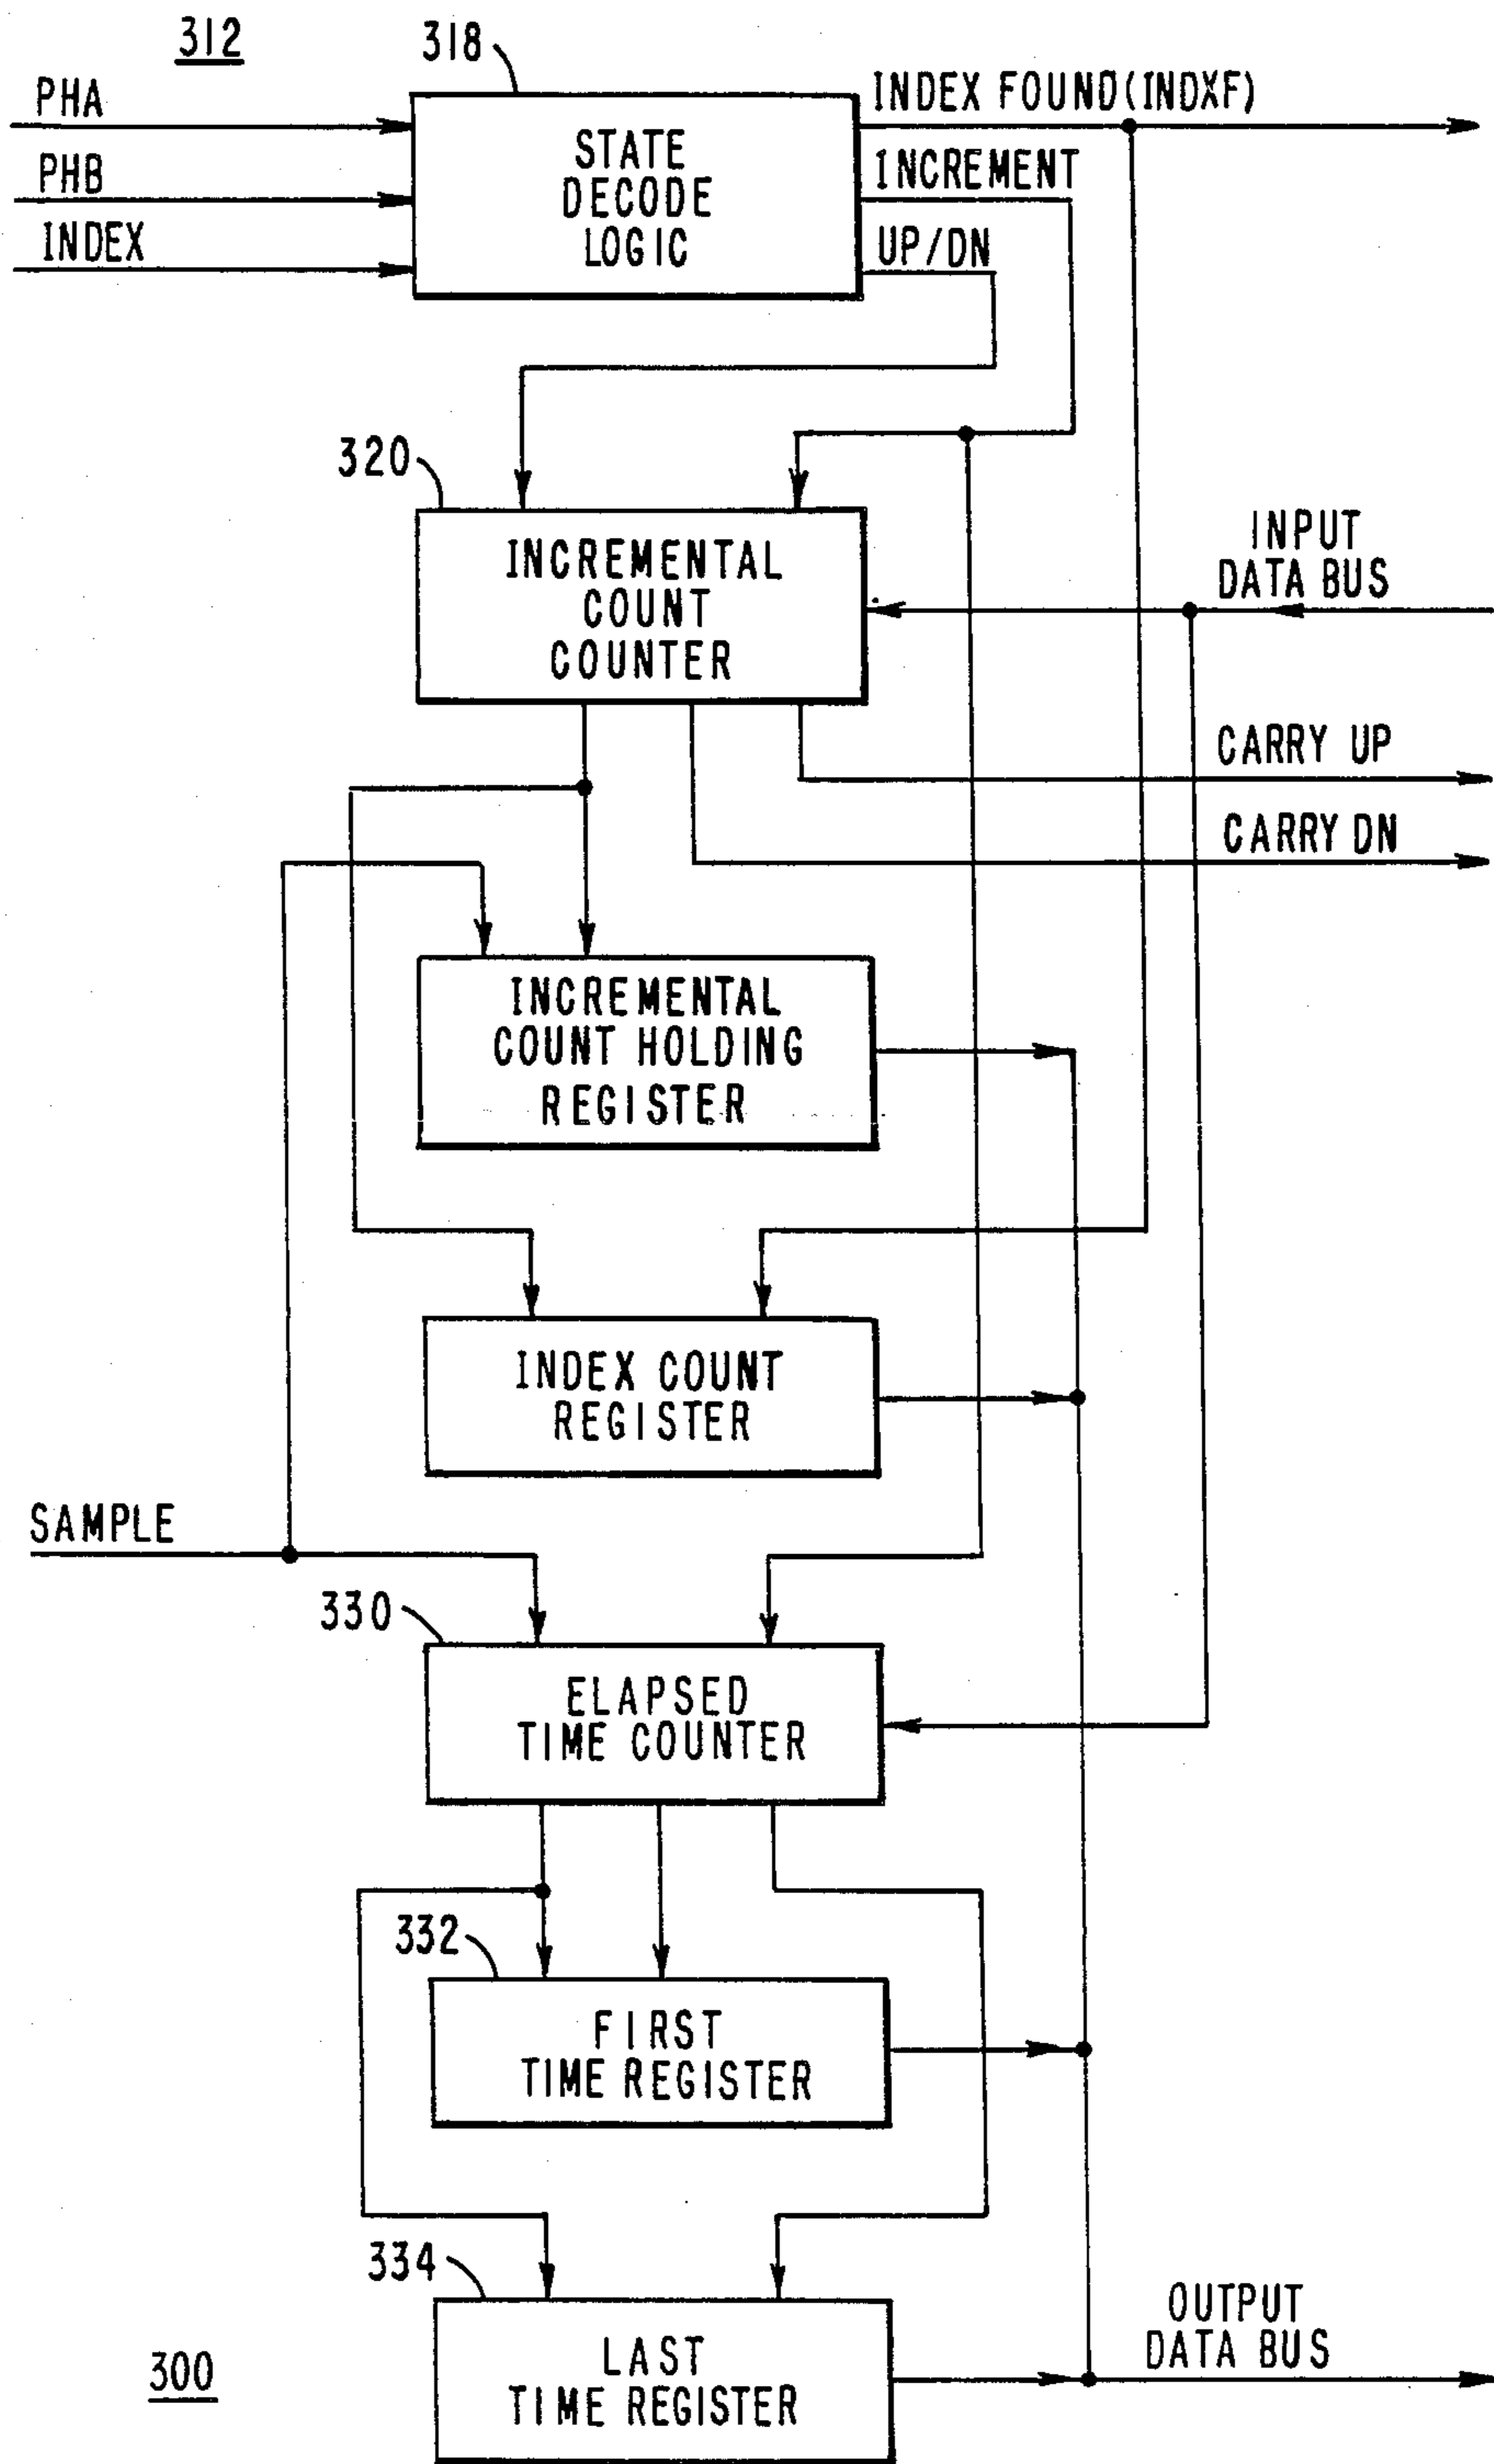 312
318
PHA
PHB
INDEX
STATE
DECODE
LOGIC
INDEX FOUND(INDXF)
INCREMENT
UP/DN
320
INCREMENTAL
COUNT
COUNTER
INPUT
DATA BUS
CARRY UP
CARRY DN
INCREMENTAL
COUNT HOLDING
REGISTER
INDEX COUNT
REGISTER
SAMPLE
330
ELAPSED
TIME COUNTER
332
FIRST
TIME REGISTER
334
LAST
TIME REGISTER
OUTPUT
DATA BUS
300